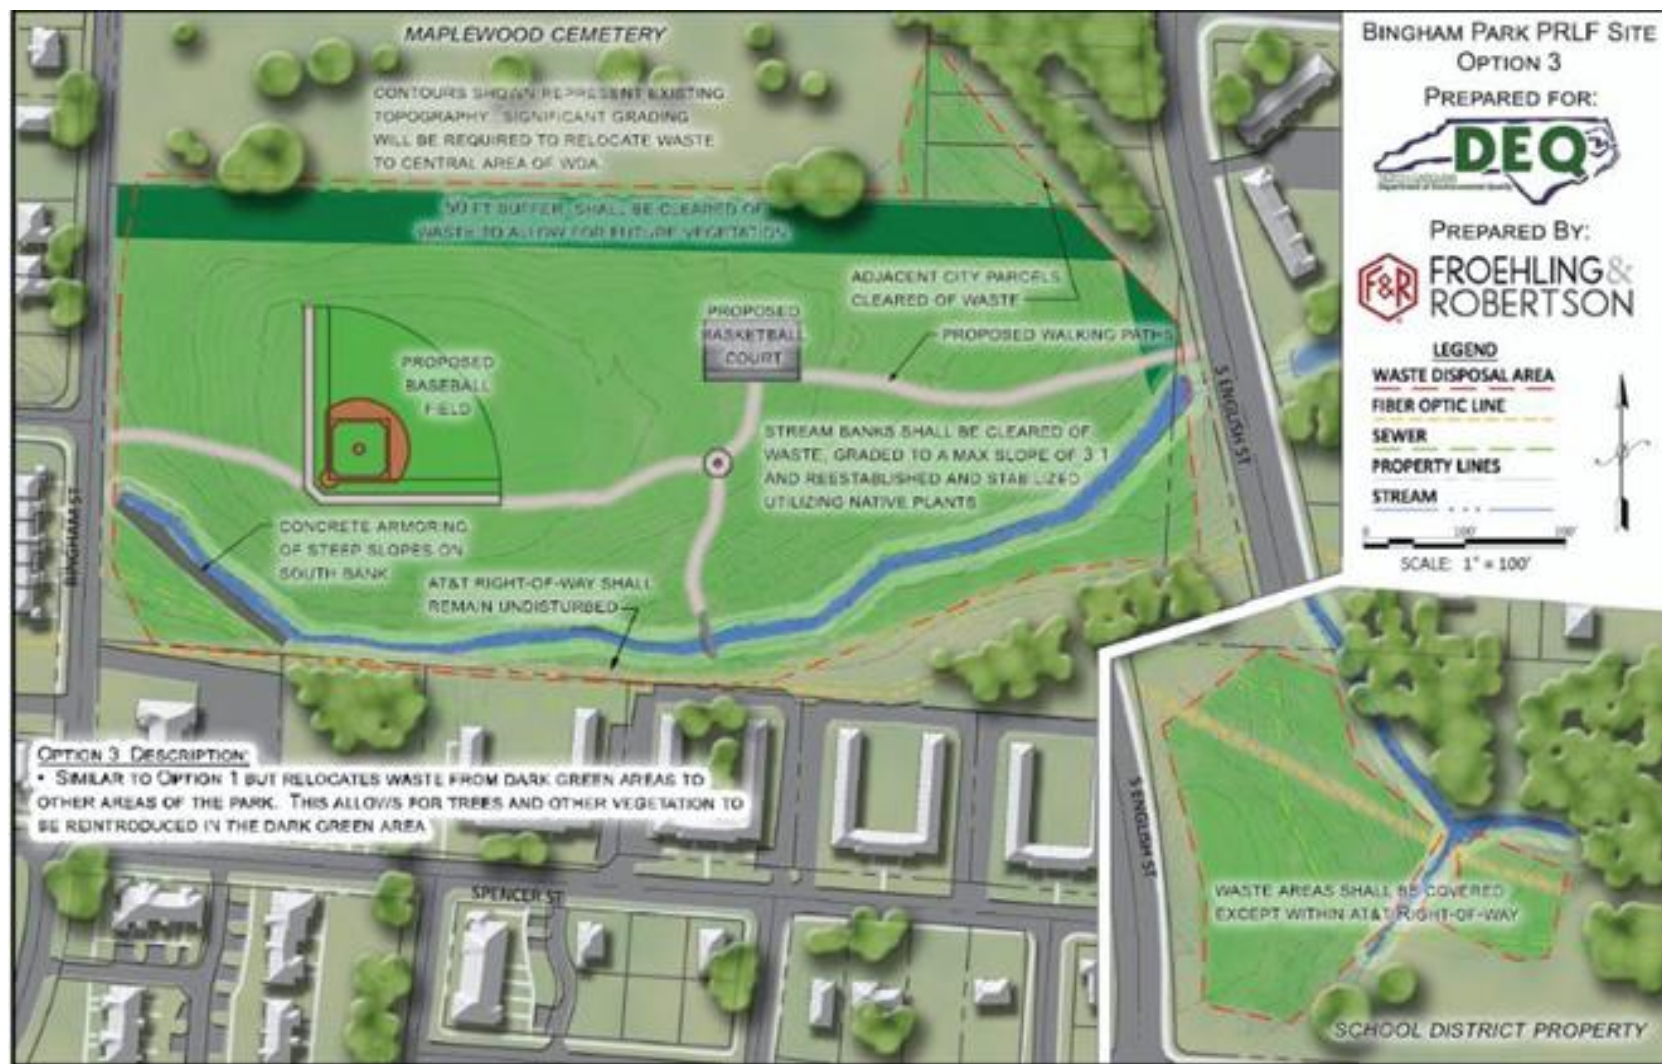 MAPLEWOOD CEMETERY
CONTOURS SHOWN REPRESENT EXISTING
TOPOGRAPHY. SIGNIFICANT GRADING
WILL BE REQUIRED TO RELOCATE WASTE
TO CENTRAL AREA OF WDA.
50 FT BUFFER, SHALL BE CLEARED OF
WASTE TO ALLOW FOR FUTURE VEGETATION
ADJACENT CITY PARCELS
CLEARED OF WASTE
PROPOSED
BASKETBALL
COURT
PROPOSED WALKING PATHS
PROPOSED
BASEBALL
FIELD
STREAM BANKS SHALL BE CLEARED OF
WASTE, GRADED TO A MAX SLOPE OF 3:1
AND REESTABLISHED AND STABILIZED
UTILIZING NATIVE PLANTS
CONCRETE ARMORING
OF STEEP SLOPES ON
SOUTH BANK
AT&T RIGHT-OF-WAY SHALL
REMAIN UNDISTURBED
BINGHAM ST
S ENGLISH ST
OPTION 3 DESCRIPTION:
• SIMILAR TO OPTION 1 BUT RELOCATES WASTE FROM DARK GREEN AREAS TO
OTHER AREAS OF THE PARK. THIS ALLOWS FOR TREES AND OTHER VEGETATION TO
BE REINTRODUCED IN THE DARK GREEN AREA
SPENCER ST
BINGHAM PARK PRLF SITE
OPTION 3
PREPARED FOR:
DEQ
Department of Environmental Quality
PREPARED BY:
F&R
FROEHLING &
ROBERTSON
LEGEND
WASTE DISPOSAL AREA
FIBER OPTIC LINE
SEWER
PROPERTY LINES
STREAM
0 100' 200'
SCALE: 1" = 100'
S ENGLISH ST
WASTE AREAS SHALL BE COVERED
EXCEPT WITHIN AT&T RIGHT-OF-WAY
SCHOOL DISTRICT PROPERTY